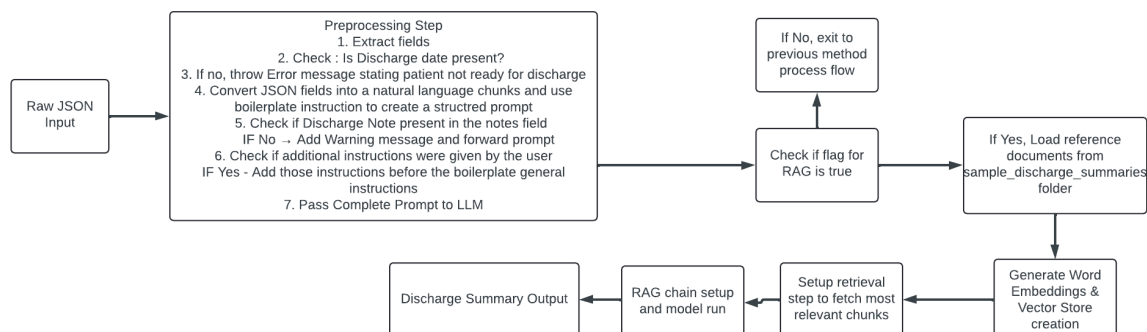 Raw JSON
Input
Preprocessing Step
1. Extract fields
2. Check : Is Discharge date present?
3. If no, throw Error message stating patient not ready for discharge
4. Convert JSON fields into a natural language chunks and use
boilerplate instruction to create a structred prompt
5. Check if Discharge Note present in the notes field
IF No → Add Warning message and forward prompt
6. Check if additional instructions were given by the user
IF Yes - Add those instructions before the boilerplate general
instructions
7. Pass Complete Prompt to LLM
If No, exit to
previous method
process flow
Check if flag for
RAG is true
If Yes, Load reference
documents from
sample_discharge_summaries
folder
Generate Word
Embeddings &
Vector Store
creation
Setup retrieval
step to fetch most
relevant chunks
RAG chain setup
and model run
Discharge Summary Output